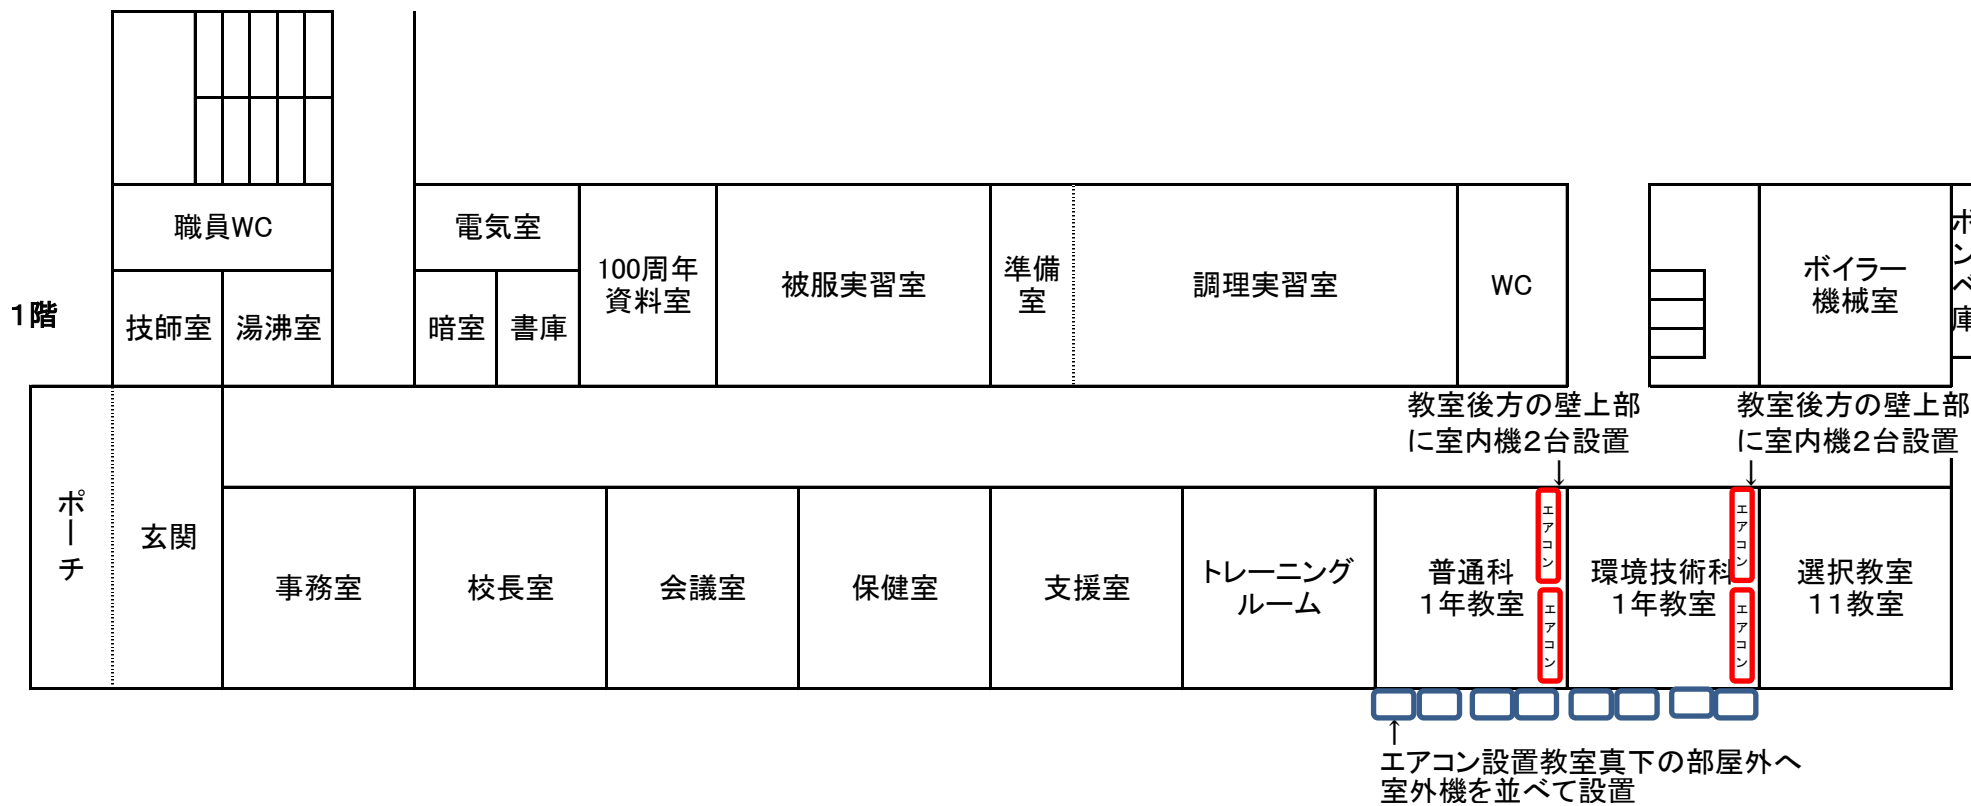 職員WC
電気室
100周年
資料室
被服実習室
準備
室
調理実習室
WC
ボイラー
機械室
ボンベ庫
1階
技師室
湯沸室
暗室
書庫
教室後方の壁上部
に室内機2台設置
教室後方の壁上部
に室内機2台設置
↓
↓
ポーチ
玄関
事務室
校長室
会議室
保健室
支援室
トレーニング
ルーム
普通科
1年教室
エアコン
エアコン
環境技術科
1年教室
エアコン
エアコン
選択教室
11教室
↑
エアコン設置教室真下の部屋外へ
室外機を並べて設置